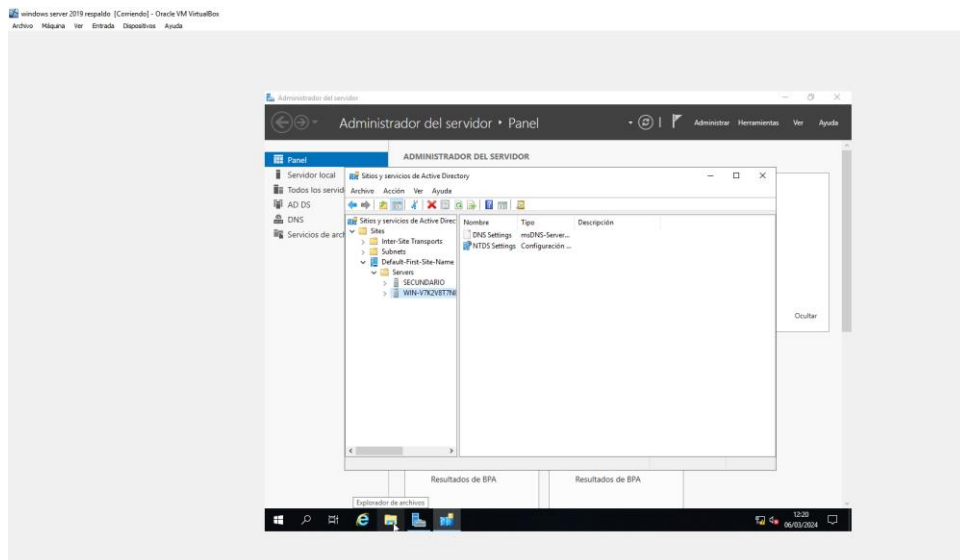 windows server 2019 respaldo [Corriendo] - Oracle VM VirtualBox
Archivo Máquina Ver Entrada Dispositivos Ayuda
Administrador del servidor
Administrador del servidor • Panel
Administrar Herramientas Ver Ayuda
Panel
Servidor local
Todos los servid
AD DS
DNS
Servicios de arch
ADMINISTRADOR DEL SERVIDOR
Sitios y servicios de Active Directory
Archivo Acción Ver Ayuda
Sitios y servicios de Active Direc
Sites
Inter-Site Transports
Subnets
Default-First-Site-Name
Servers
SECUNDARIO
WIN-V7K2V8T7NI
Nombre Tipo Descripción
DNS Settings msDNS-Server...
NTDS Settings Configuración ...
Ocultar
Resultados de BPA
Resultados de BPA
Explorador de archivos
12:20
06/03/2024